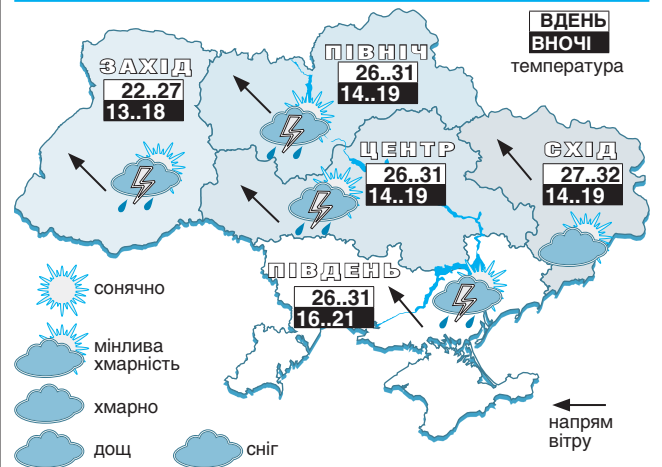 ВДЕНЬ
ВНОЧІ
температура
ПІВНІЧ
26..31
14..19
ЗАХІД
22..27
13..18
ЦЕНТР
26..31
14..19
СХІД
27..32
14..19
ПІВДЕНЬ
26..31
16..21
сонячно
мінлива
хмарність
хмарно
дощ
сніг
напрям
вітру